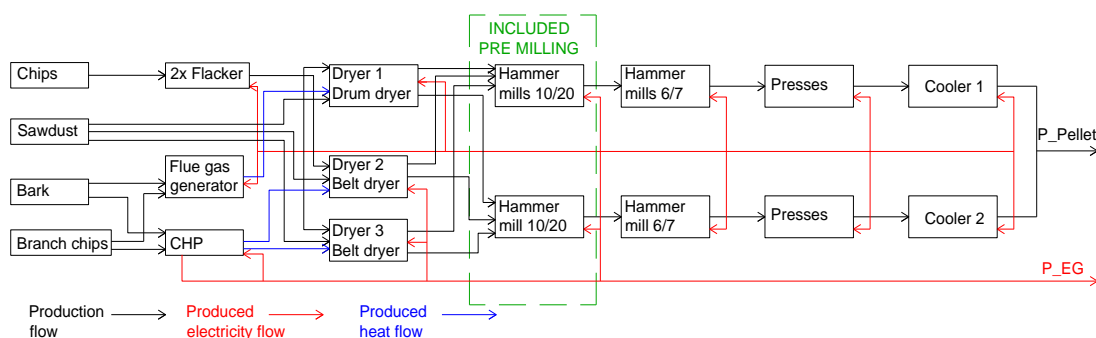 INCLUDED
PRE MILLING
Chips
2x Flacker
Dryer 1
Drum dryer
Hammer
mills 10/20
Hammer
mills 6/7
Presses
Cooler 1
Sawdust
P_Pellet
Bark
Flue gas
generator
Dryer 2
Belt dryer
Branch chips
CHP
Dryer 3
Belt dryer
Hammer
mill 10/20
Hammer
mill 6/7
Presses
Cooler 2
P_EG
Production
flow
Produced
electricity flow
Produced
heat flow